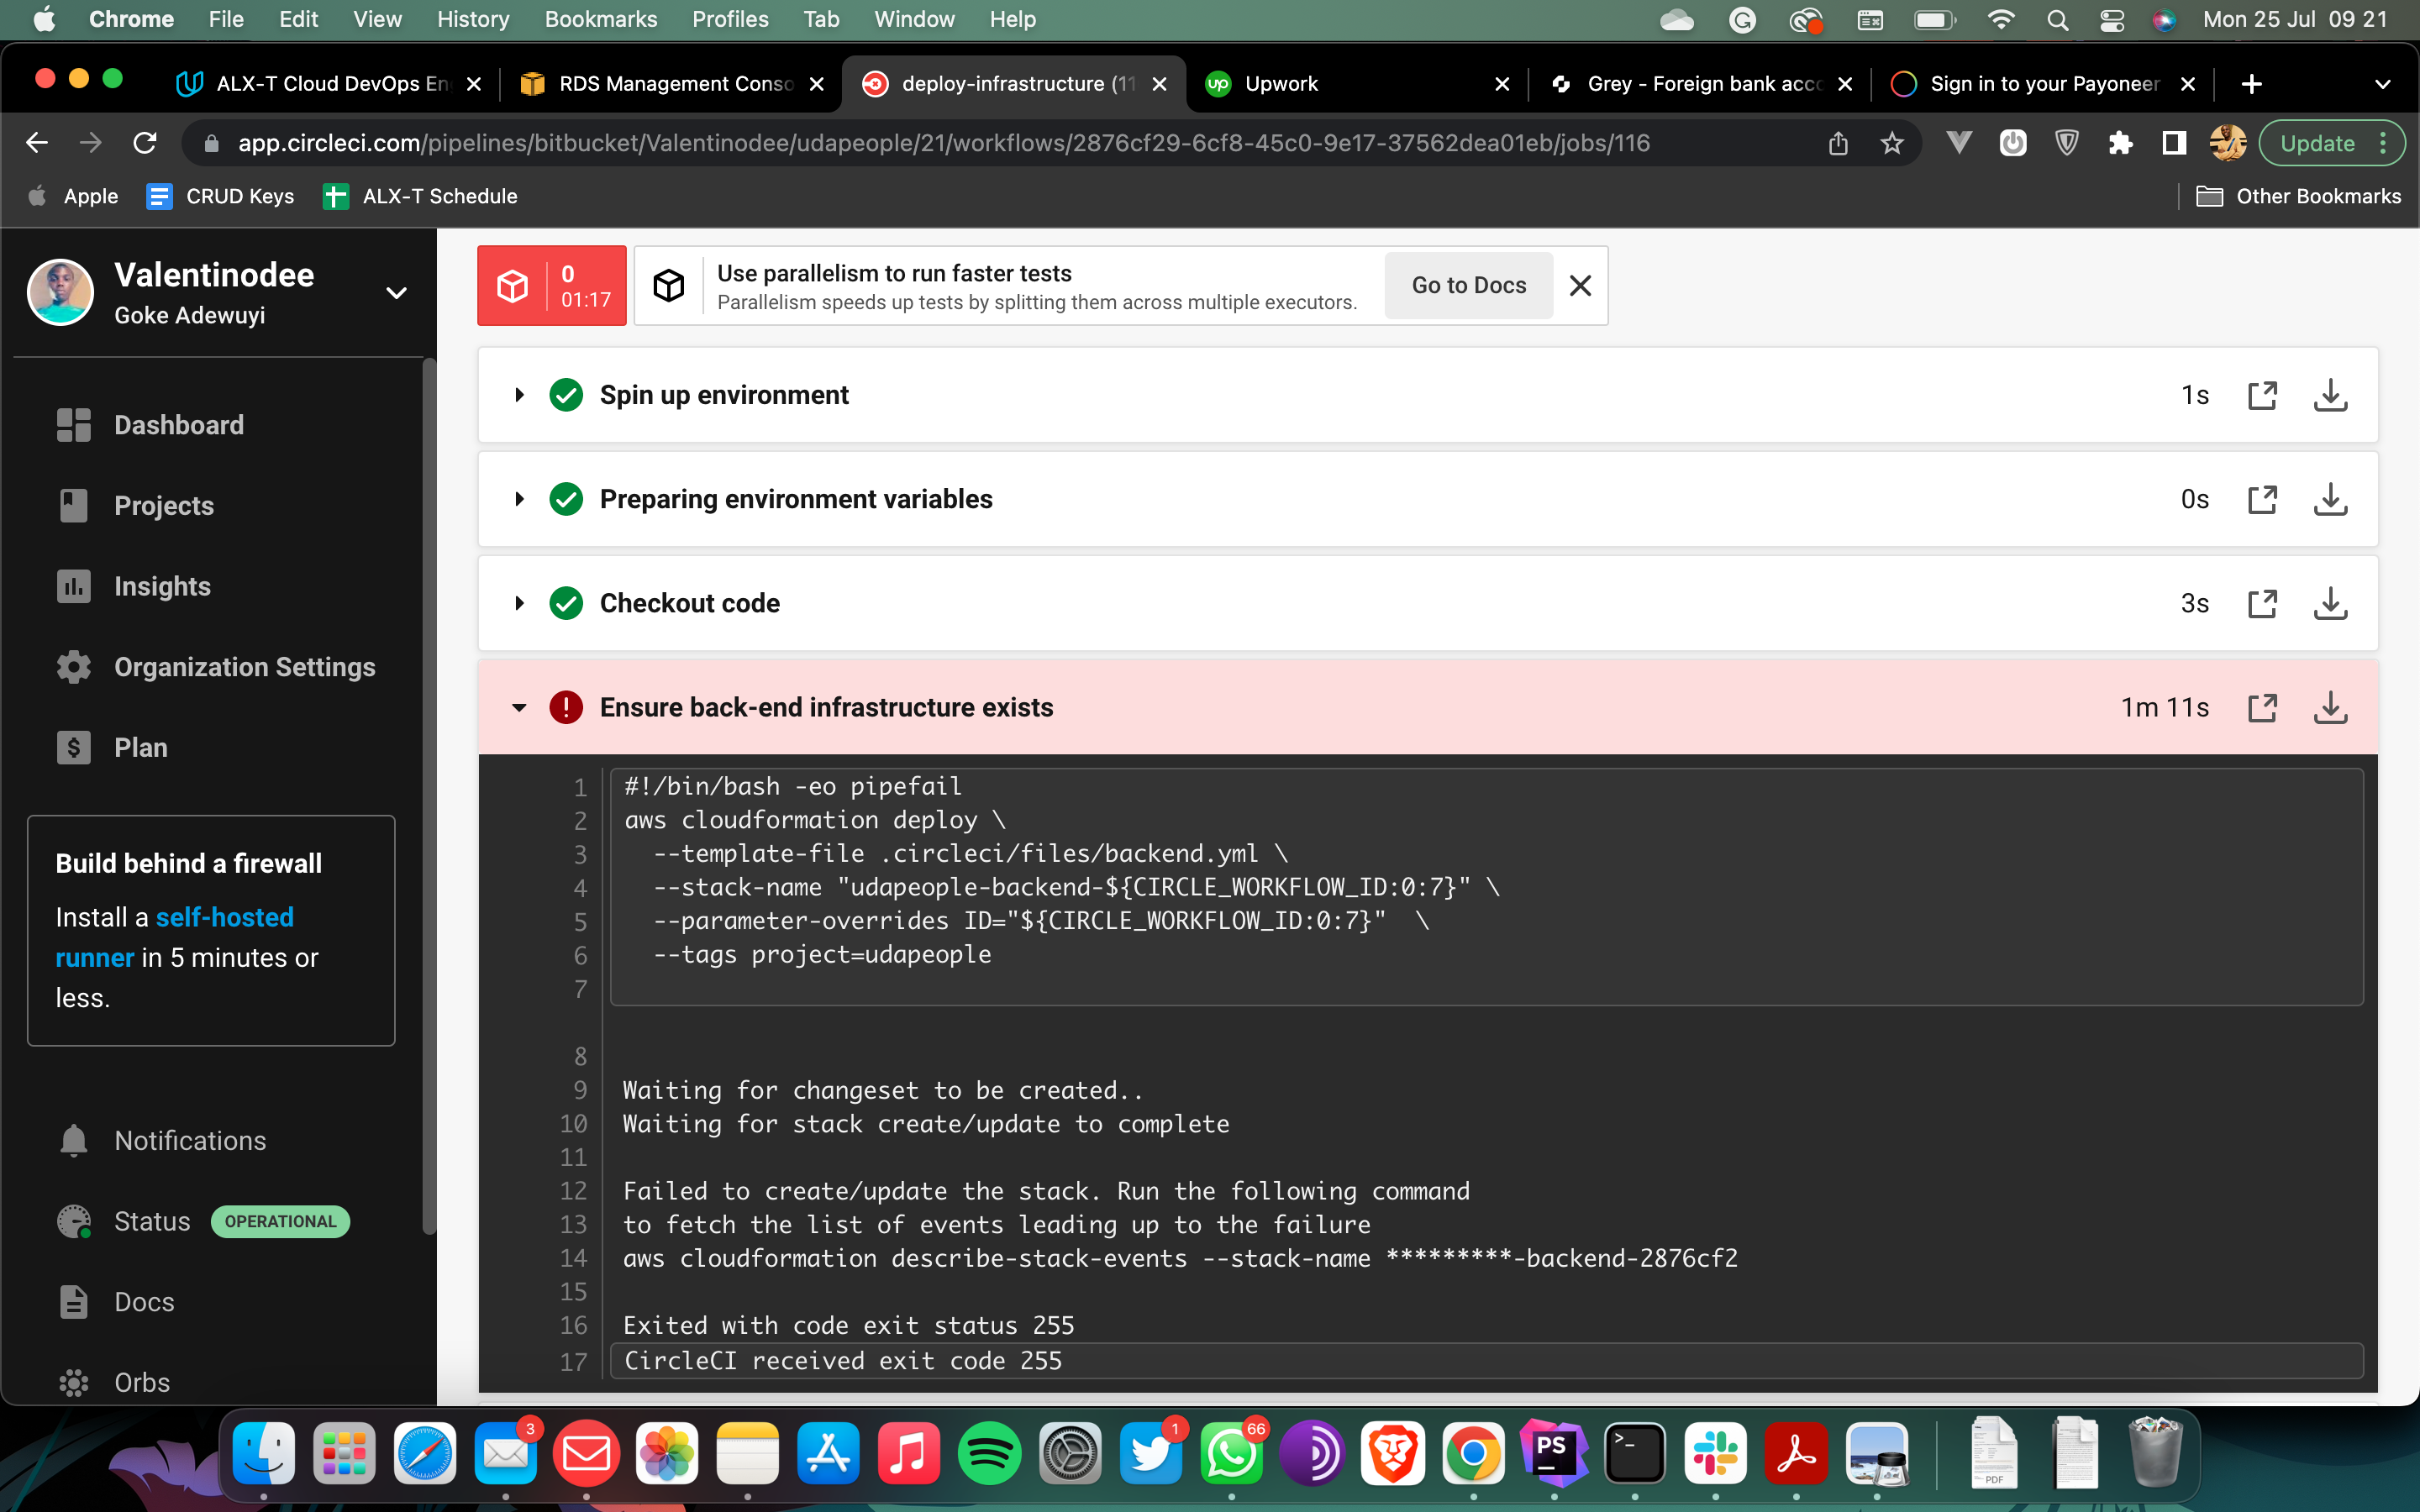 Chrome File Edit View History Bookmarks Profiles Tab Window Help Mon 25 Jul 09 21
ALX-T Cloud DevOps En
RDS Management Conso
deploy-infrastructure (11
up Upwork
Grey - Foreign bank acco
Sign in to your Payoneer
app.circleci.com/pipelines/bitbucket/Valentinodee/udapeople/21/workflows/2876cf29-6cf8-45c0-9e17-37562dea01eb/jobs/116
Update
Apple CRUD Keys ALX-T Schedule Other Bookmarks
Valentinodee
Goke Adewuyi
Dashboard
Projects
Insights
Organization Settings
Plan
Build behind a firewall
Install a self-hosted
runner in 5 minutes or
less.
Notifications
Status OPERATIONAL
Docs
Orbs
0
01:17
Use parallelism to run faster tests
Parallelism speeds up tests by splitting them across multiple executors.
Go to Docs
Spin up environment 1s
Preparing environment variables 0s
Checkout code 3s
Ensure back-end infrastructure exists 1m 11s
1 #!/bin/bash -eo pipefail
2 aws cloudformation deploy \
3 --template-file .circleci/files/backend.yml \
4 --stack-name "udapeople-backend-${CIRCLE_WORKFLOW_ID:0:7}" \
5 --parameter-overrides ID="${CIRCLE_WORKFLOW_ID:0:7}" \
6 --tags project=udapeople
7
8
9 Waiting for changeset to be created..
10 Waiting for stack create/update to complete
11
12 Failed to create/update the stack. Run the following command
13 to fetch the list of events leading up to the failure
14 aws cloudformation describe-stack-events --stack-name *********-backend-2876cf2
15
16 Exited with code exit status 255
17 CircleCI received exit code 255
3
1
66
PS
PDF